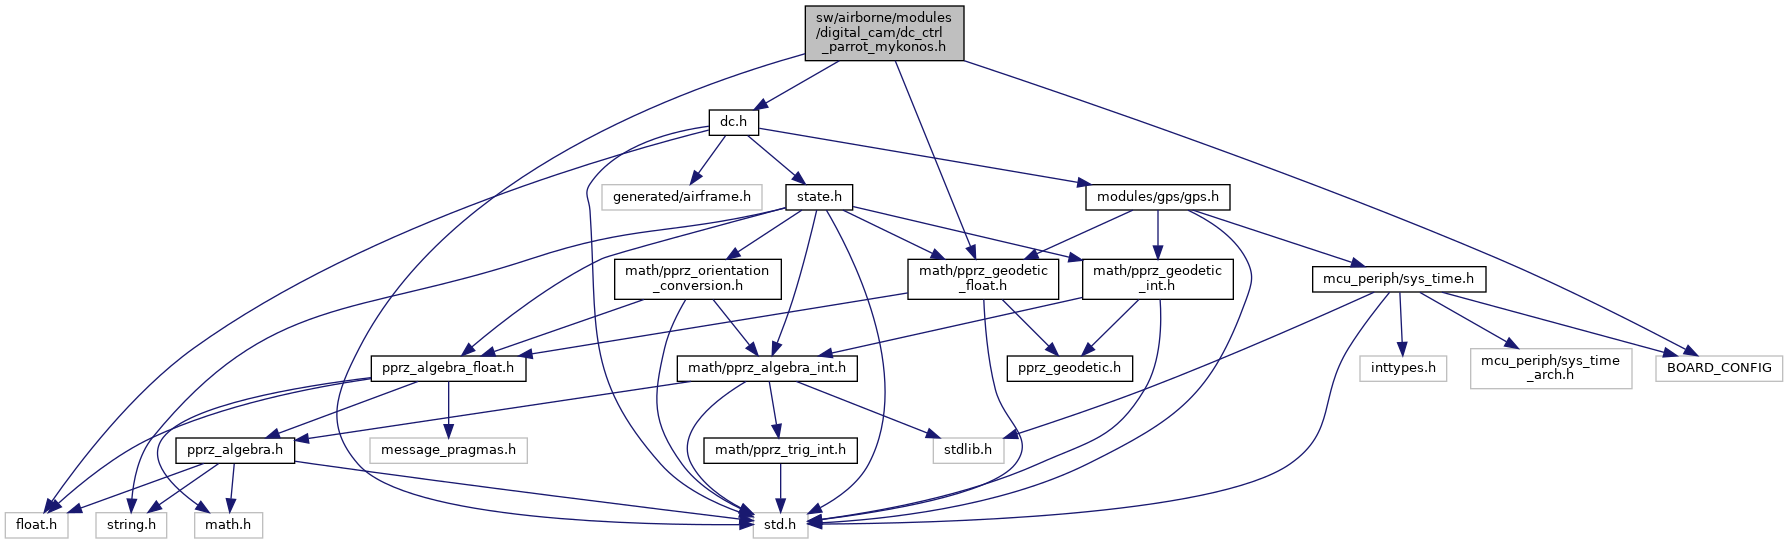 sw/airborne/modules
/digital_cam/dc_ctrl
_parrot_mykonos.h
dc.h
generated/airframe.h
state.h
modules/gps/gps.h
math/pprz_orientation
_conversion.h
math/pprz_geodetic
_float.h
math/pprz_geodetic
_int.h
mcu_periph/sys_time.h
pprz_algebra_float.h
math/pprz_algebra_int.h
pprz_geodetic.h
inttypes.h
mcu_periph/sys_time
_arch.h
BOARD_CONFIG
pprz_algebra.h
message_pragmas.h
math/pprz_trig_int.h
stdlib.h
float.h
string.h
math.h
std.h